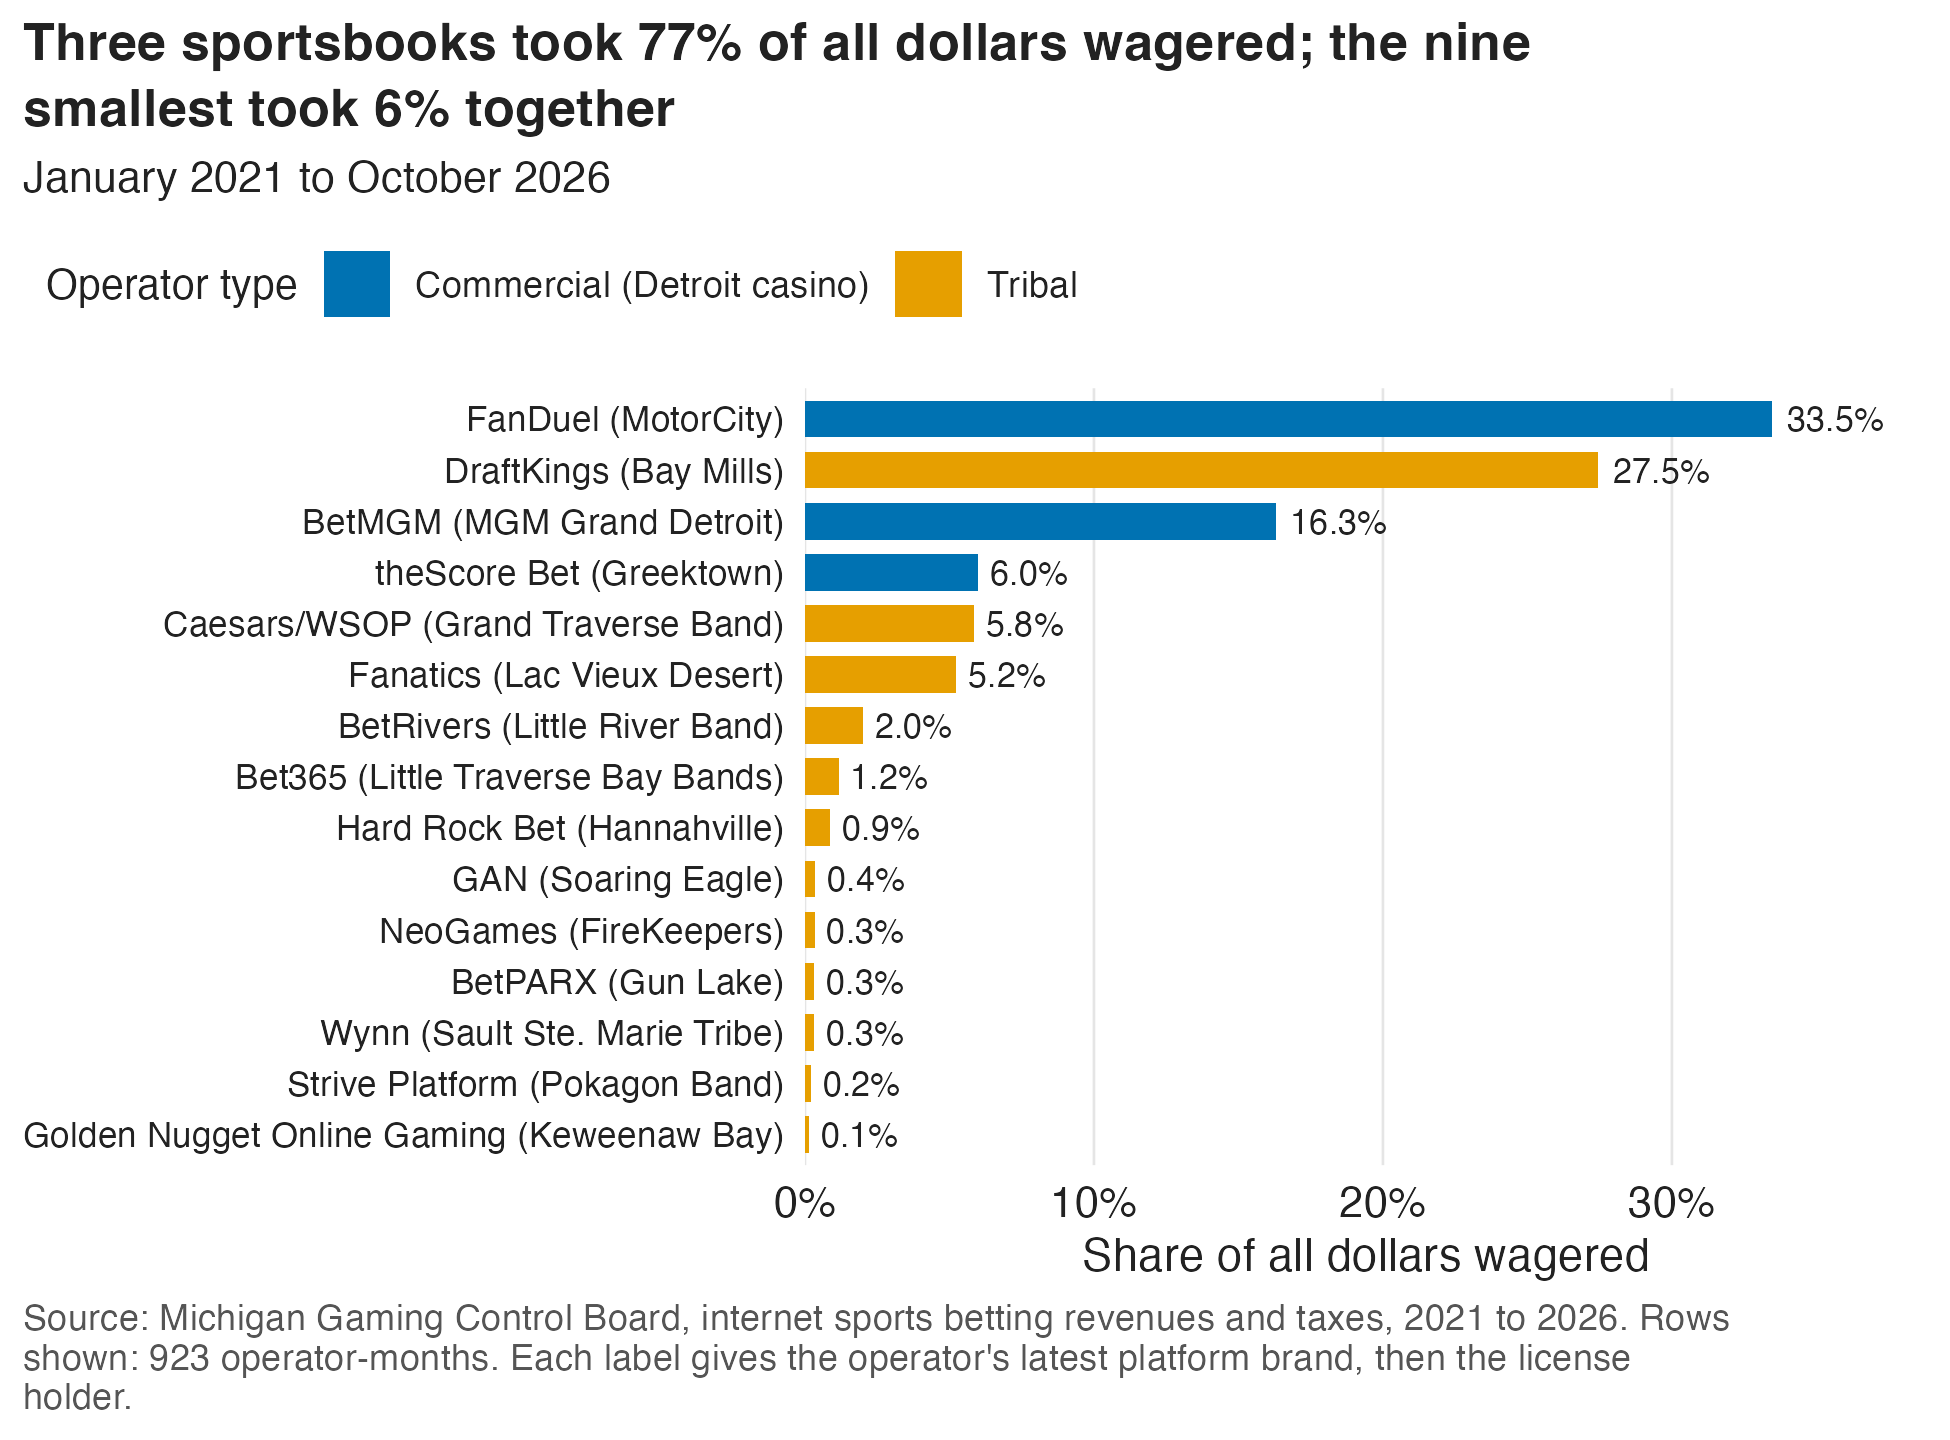 Three sportsbooks took 77% of all dollars wagered; the nine
smallest took 6% together
January 2021 to October 2026
Operator type
Commercial (Detroit casino)
Tribal
FanDuel (MotorCity) 33.5%
DraftKings (Bay Mills) 27.5%
BetMGM (MGM Grand Detroit) 16.3%
theScore Bet (Greektown) 6.0%
Caesars/WSOP (Grand Traverse Band) 5.8%
Fanatics (Lac Vieux Desert) 5.2%
BetRivers (Little River Band) 2.0%
Bet365 (Little Traverse Bay Bands) 1.2%
Hard Rock Bet (Hannahville) 0.9%
GAN (Soaring Eagle) 0.4%
NeoGames (FireKeepers) 0.3%
BetPARX (Gun Lake) 0.3%
Wynn (Sault Ste. Marie Tribe) 0.3%
Strive Platform (Pokagon Band) 0.2%
Golden Nugget Online Gaming (Keweenaw Bay) 0.1%
0% 10% 20% 30%
Share of all dollars wagered
Source: Michigan Gaming Control Board, internet sports betting revenues and taxes, 2021 to 2026. Rows
shown: 923 operator-months. Each label gives the operator's latest platform brand, then the license
holder.